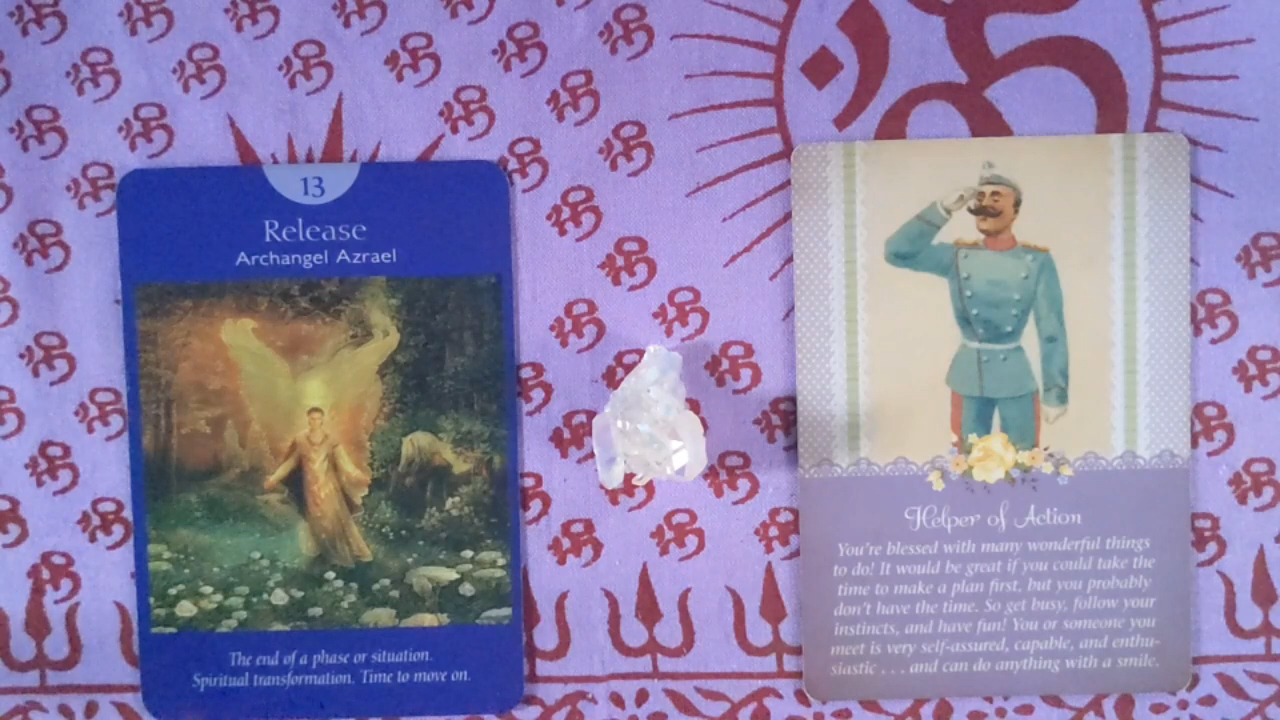 13
Release
Archangel Azrael
The end of a phase or situation.
Spiritual transformation. Time to move on.
Helper of Action
You're blessed with many wonderful things
to do! It would be great if you could take the
time to make a plan first, but you probably
don't have the time. So get busy, follow your
instincts, and have fun! You or someone you
meet is very self-assured, capable, and enthu-
siastic . . . and can do anything with a smile.